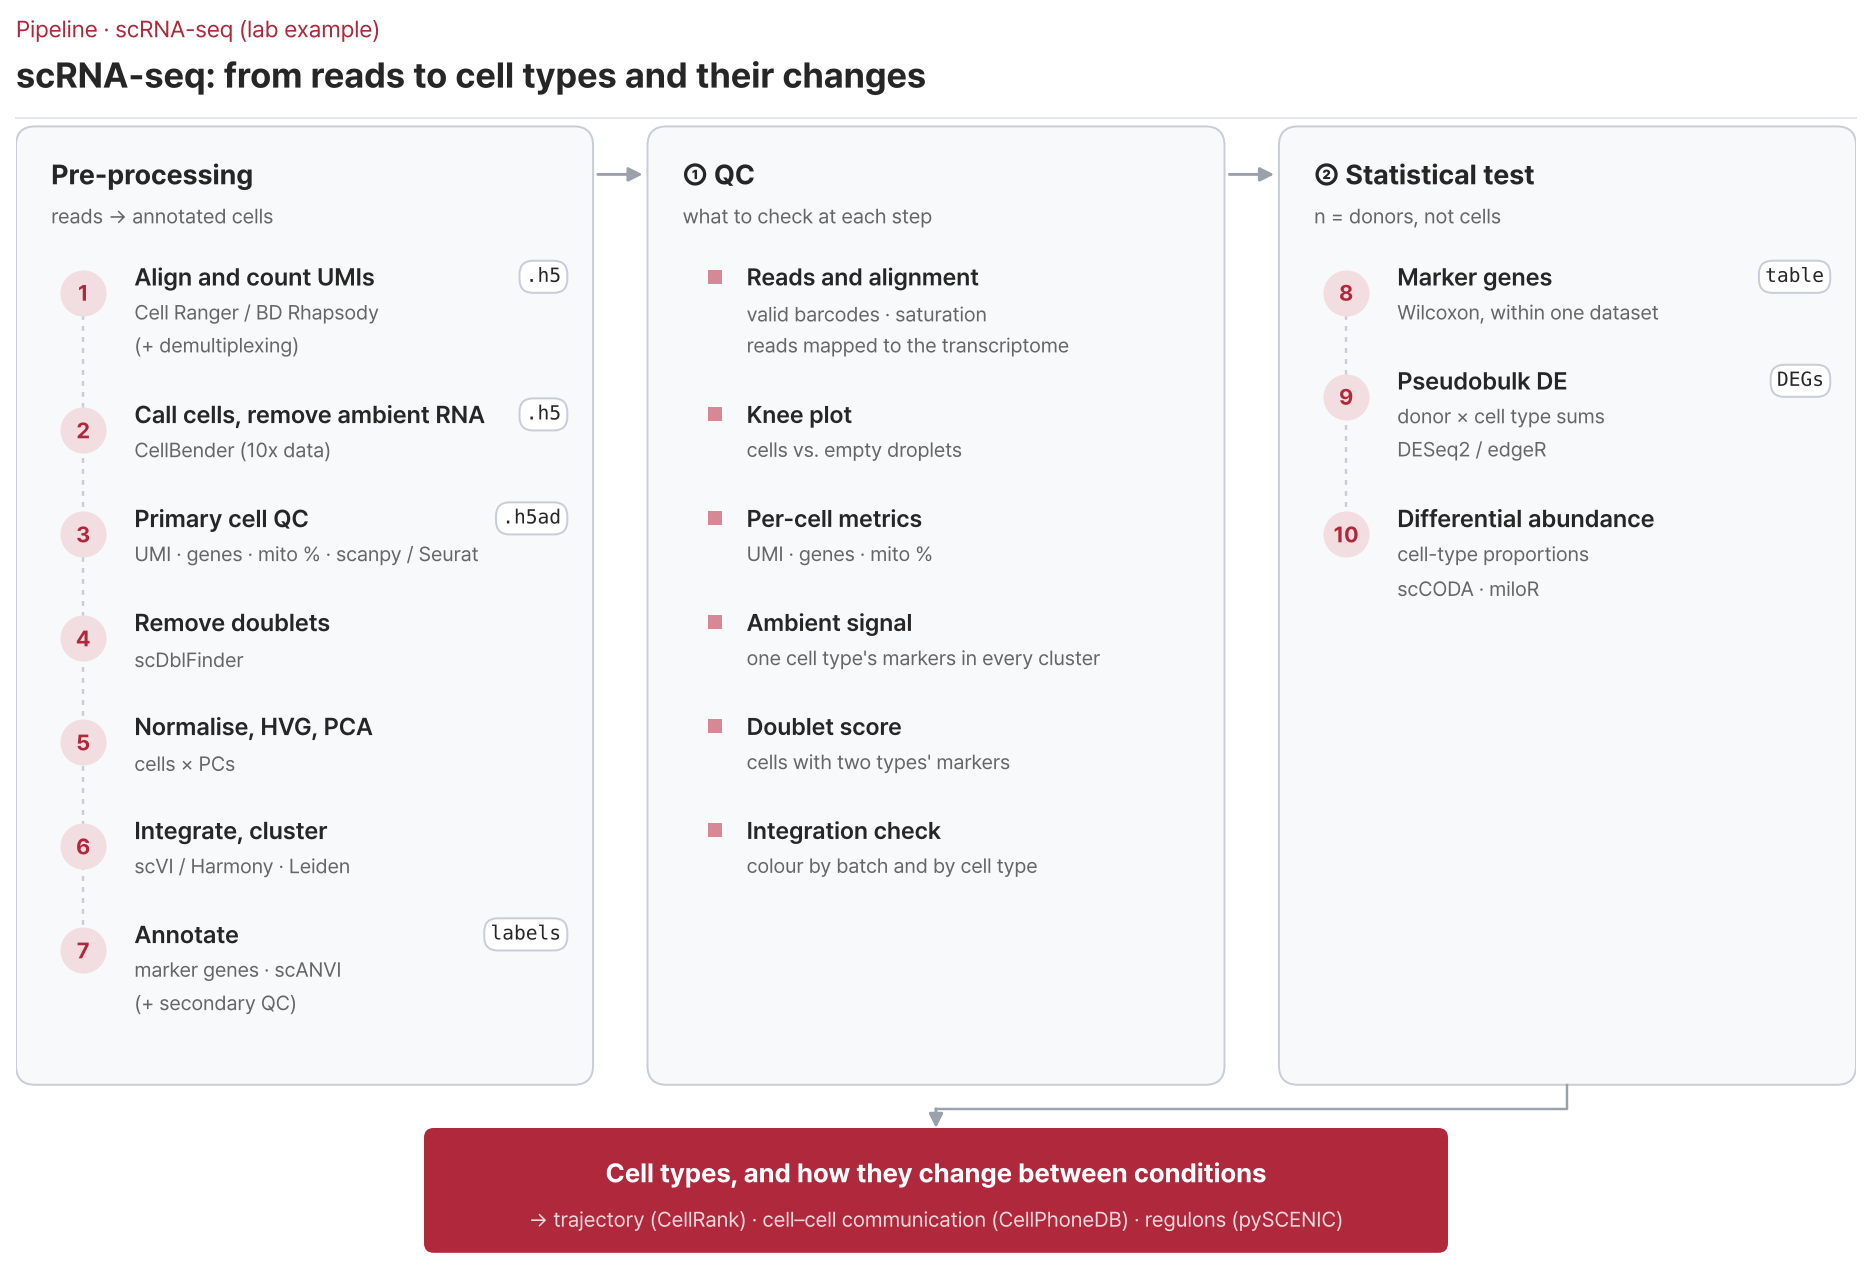 Pipeline · scRNA-seq (lab example)
scRNA-seq: from reads to cell types and their changes
Pre-processing
reads → annotated cells
1
Align and count UMIs
.h5
Cell Ranger / BD Rhapsody
(+ demultiplexing)
2
Call cells, remove ambient RNA
.h5
CellBender (10x data)
3
Primary cell QC
.h5ad
UMI · genes · mito % · scanpy / Seurat
4
Remove doublets
scDblFinder
5
Normalise, HVG, PCA
cells × PCs
6
Integrate, cluster
scVI / Harmony · Leiden
7
Annotate
labels
marker genes · scANVI
(+ secondary QC)
① QC
what to check at each step
Reads and alignment
valid barcodes · saturation
reads mapped to the transcriptome
Knee plot
cells vs. empty droplets
Per-cell metrics
UMI · genes · mito %
Ambient signal
one cell type's markers in every cluster
Doublet score
cells with two types' markers
Integration check
colour by batch and by cell type
② Statistical test
n = donors, not cells
8
Marker genes
table
Wilcoxon, within one dataset
9
Pseudobulk DE
DEGs
donor × cell type sums
DESeq2 / edgeR
10
Differential abundance
cell-type proportions
scCODA · miloR
Cell types, and how they change between conditions
→ trajectory (CellRank) · cell–cell communication (CellPhoneDB) · regulons (pySCENIC)